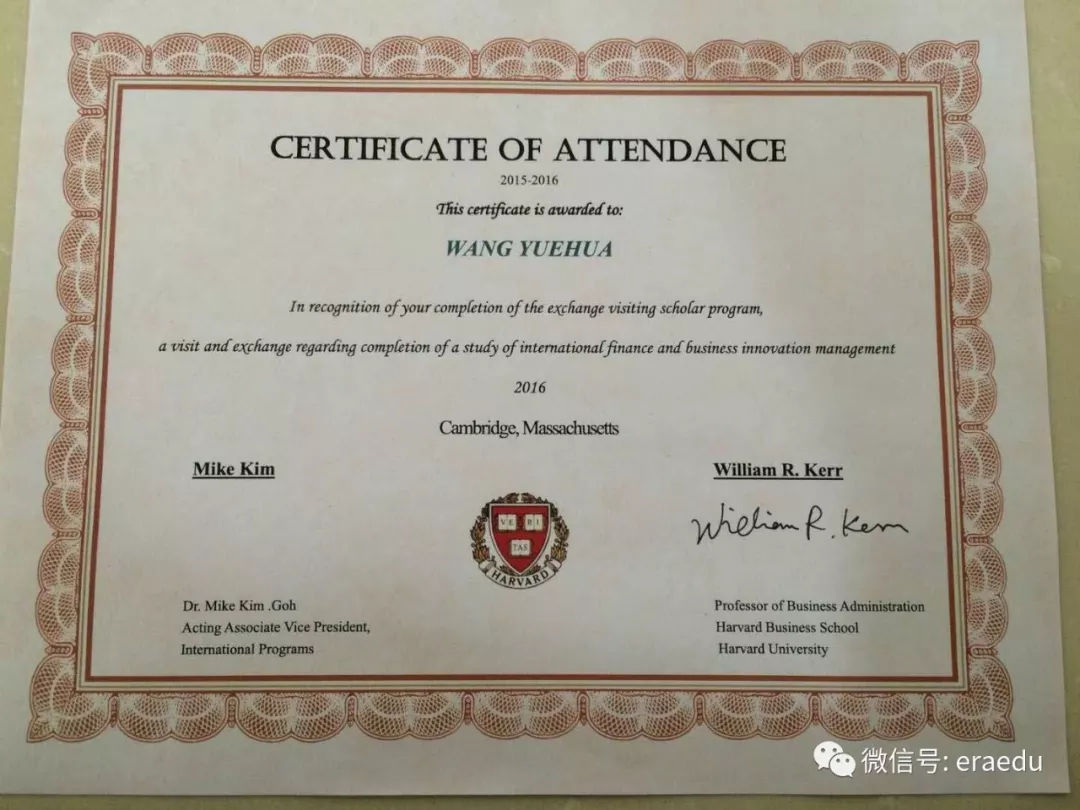 CERTIFICATE OF ATTENDANCE
2015-2016
This certificate is awarded to:
WANG YUEHUA
In recognition of your completion of the exchange visiting scholar program,
a visit and exchange regarding completion of a study of international finance and business innovation management
2016
Cambridge, Massachusetts
Mike Kim
William R. Kerr
William R. Kerr
VE RI
TAS
HARVARD
Dr. Mike Kim .Goh
Acting Associate Vice President,
International Programs
Professor of Business Administration
Harvard Business School
Harvard University
微信号: eraedu